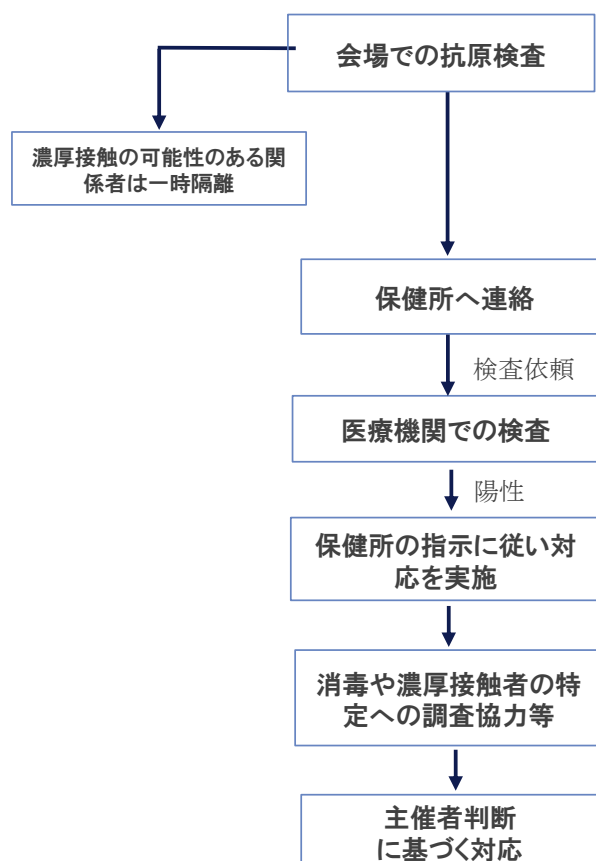 会場での抗原検査
濃厚接触の可能性のある関
係者は一時隔離
保健所へ連絡
検査依頼
医療機関での検査
陽性
保健所の指示に従い対
応を実施
消毒や濃厚接触者の特
定への調査協力等
主催者判断
に基づく対応